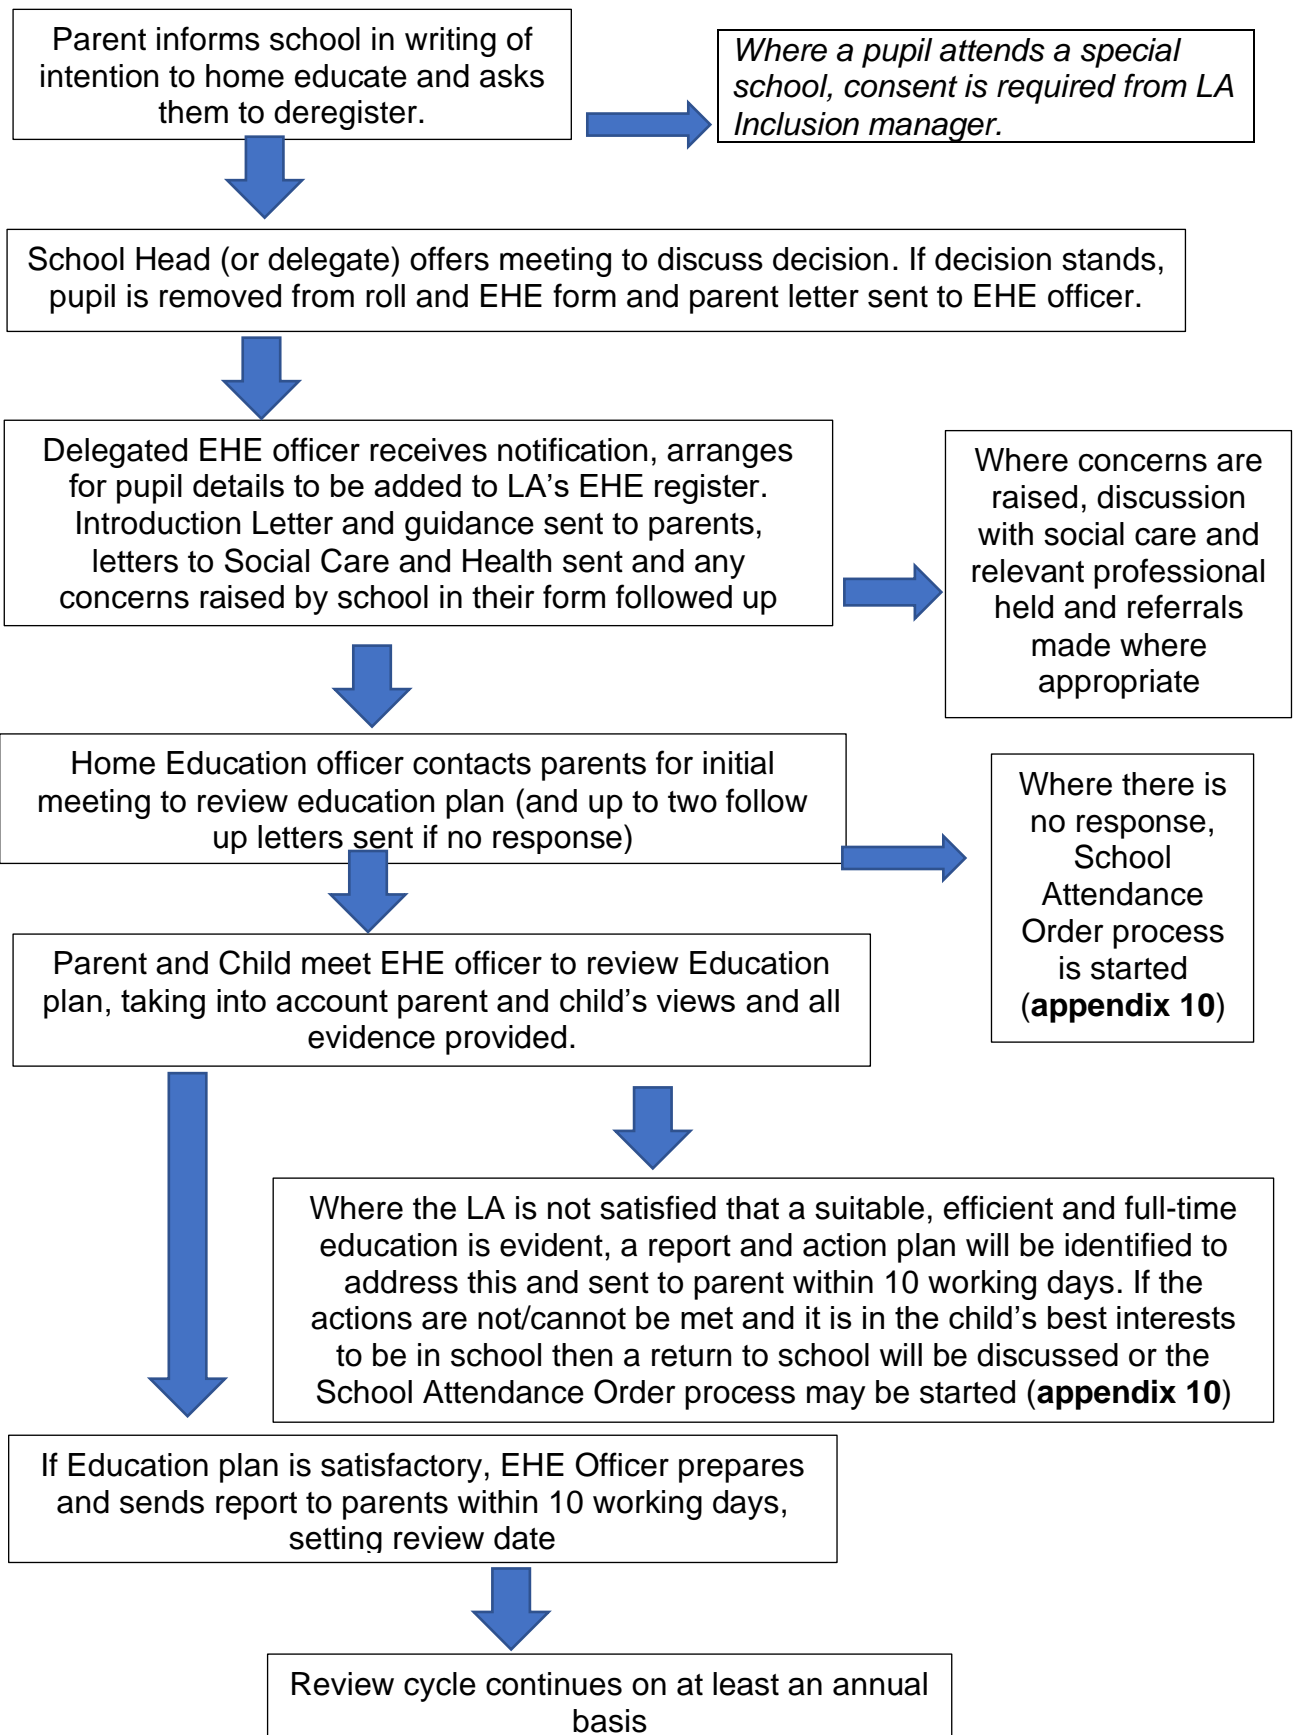 Parent informs school in writing of
intention to home educate and asks
them to deregister.
Where a pupil attends a special
school, consent is required from LA
Inclusion manager.
School Head (or delegate) offers meeting to discuss decision. If decision stands,
pupil is removed from roll and EHE form and parent letter sent to EHE officer.
Delegated EHE officer receives notification, arranges
for pupil details to be added to LA’s EHE register.
Introduction Letter and guidance sent to parents,
letters to Social Care and Health sent and any
concerns raised by school in their form followed up
Where concerns are
raised, discussion
with social care and
relevant professional
held and referrals
made where
appropriate
Home Education officer contacts parents for initial
meeting to review education plan (and up to two follow
up letters sent if no response)
Where there is
no response,
School
Attendance
Order process
is started
(appendix 10)
Parent and Child meet EHE officer to review Education
plan, taking into account parent and child’s views and all
evidence provided.
Where the LA is not satisfied that a suitable, efficient and full-time
education is evident, a report and action plan will be identified to
address this and sent to parent within 10 working days. If the
actions are not/cannot be met and it is in the child’s best interests
to be in school then a return to school will be discussed or the
School Attendance Order process may be started (appendix 10)
If Education plan is satisfactory, EHE Officer prepares
and sends report to parents within 10 working days,
setting review date
Review cycle continues on at least an annual
basis